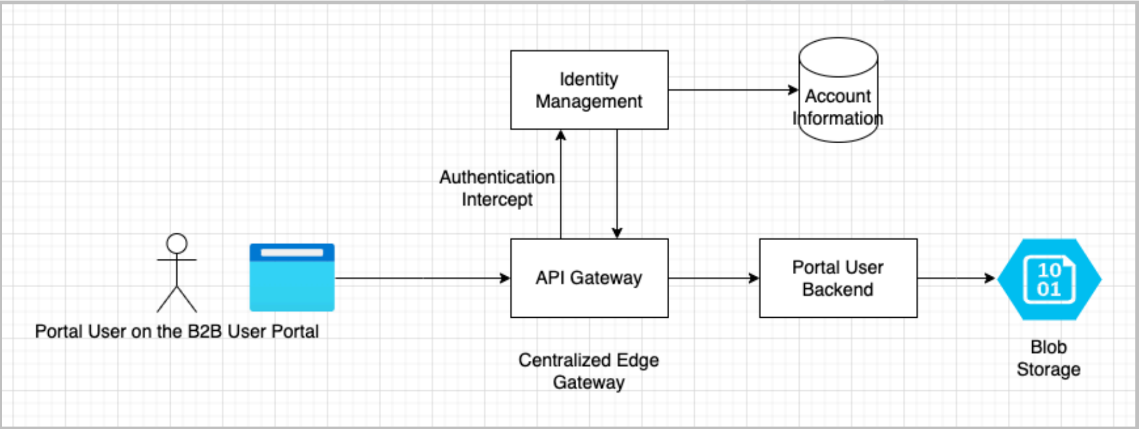 Identity
Management
Account
Information
Authentication
Intercept
API Gateway
Portal User
Backend
10
01
Portal User on the B2B User Portal
Centralized Edge
Gateway
Blob
Storage